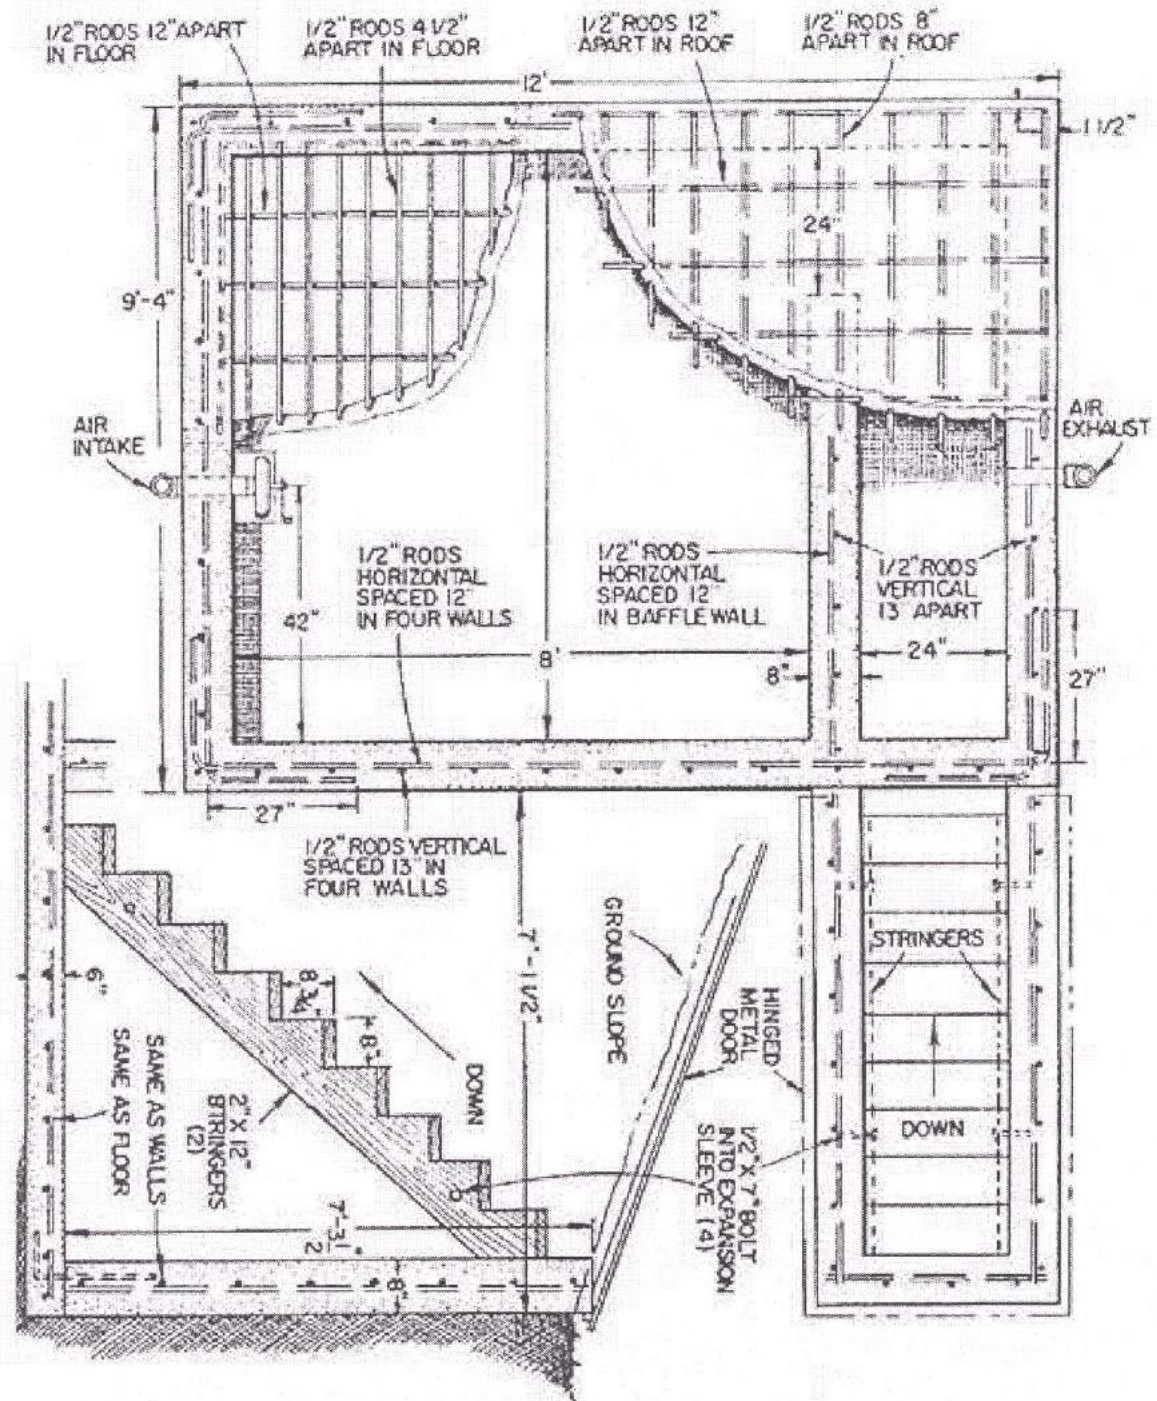 1/2" RODS 12" APART
IN FLOOR
1/2" RODS 4 1/2"
APART IN FLOOR
1/2" RODS 12"
APART IN ROOF
1/2" RODS 8"
APART IN ROOF
12'
1 1/2"
24"
9'-4"
AIR
INTAKE
AIR
EXHAUST
1/2" RODS
HORIZONTAL
SPACED 12"
IN FOUR WALLS
1/2" RODS
HORIZONTAL
SPACED 12"
IN BAFFLE WALL
1/2" RODS
VERTICAL
13" APART
42"
8'
8"
24"
27"
27"
1/2" RODS VERTICAL
SPACED 13" IN
FOUR WALLS
7'-1 1/2"
GROUND SLOPE
HINGED
METAL
DOOR
STRINGERS
DOWN
6"
8 3/4"
8"
DOWN
SAME AS FLOOR
SAME AS WALLS
2" X 12"
STRINGERS
(2)
1/2" X 7" BOLT
INTO EXPANSION
SLEEVE (4)
7'-3 1/2"
8"